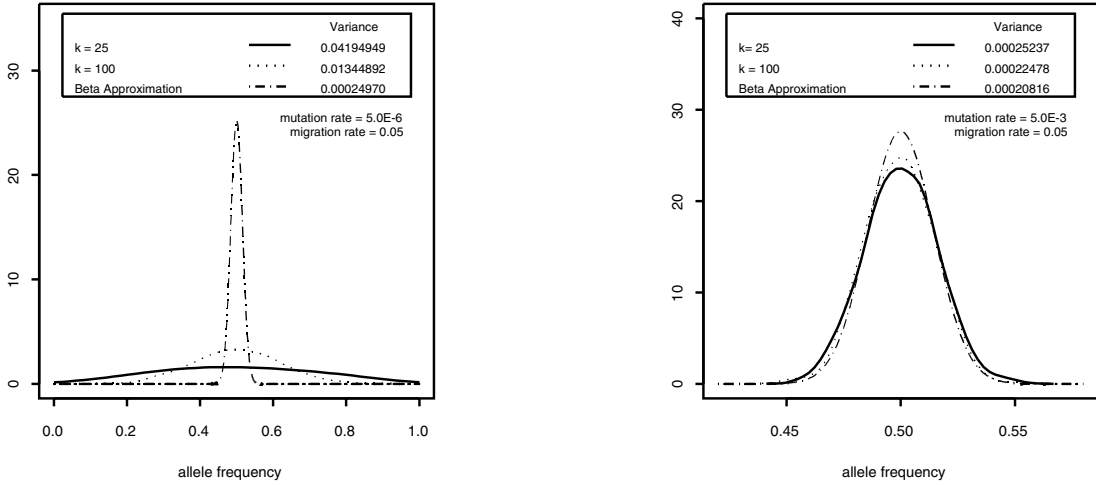 Variance
k = 25 0.04194949
k = 100 0.01344892
Beta Approximation 0.00024970
mutation rate = 5.0E-6
migration rate = 0.05
30
20
10
0
0.0 0.2 0.4 0.6 0.8 1.0
allele frequency
Variance
k= 25 0.00025237
k = 100 0.00022478
Beta Approximation 0.00020816
mutation rate = 5.0E-3
migration rate = 0.05
40
30
20
10
0
0.45 0.50 0.55
allele frequency